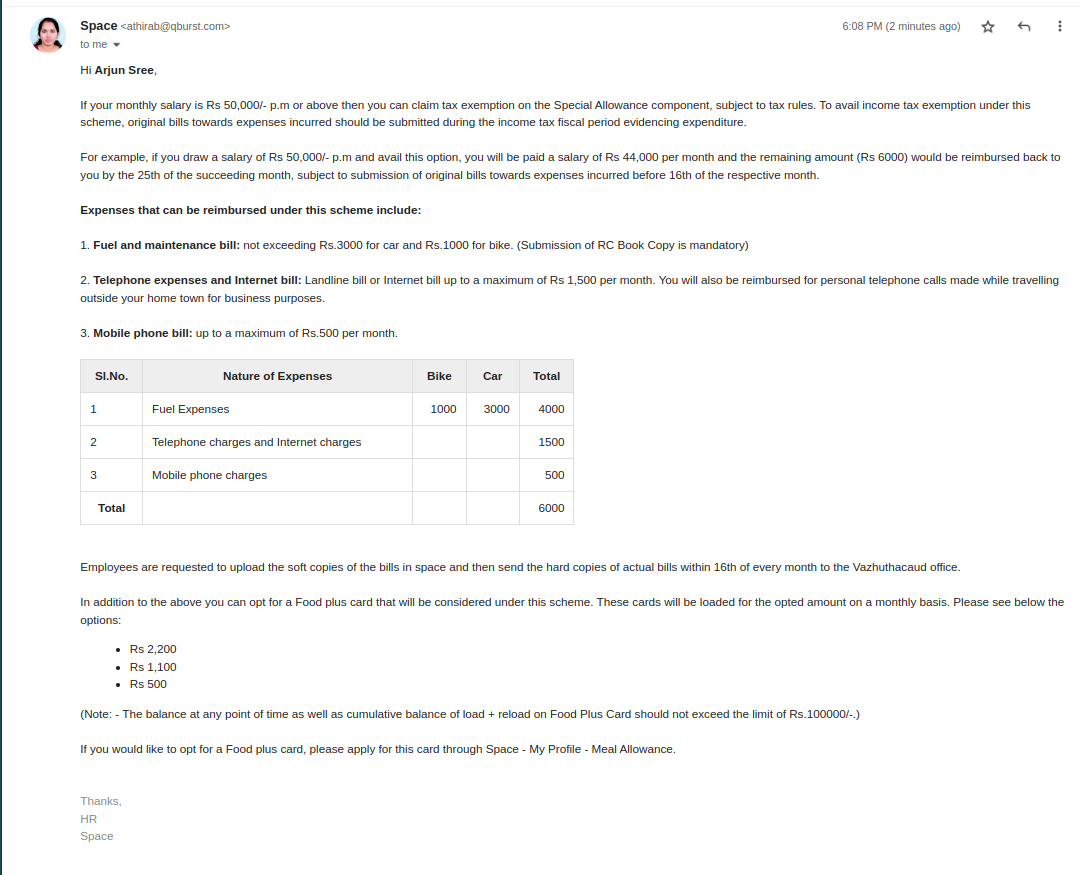 Space <athirab@qburst.com>
6:08 PM (2 minutes ago)
to me
Hi Arjun Sree,
If your monthly salary is Rs 50,000/- p.m or above then you can claim tax exemption on the Special Allowance component, subject to tax rules. To avail income tax exemption under this
scheme, original bills towards expenses incurred should be submitted during the income tax fiscal period evidencing expenditure.
For example, if you draw a salary of Rs 50,000/- p.m and avail this option, you will be paid a salary of Rs 44,000 per month and the remaining amount (Rs 6000) would be reimbursed back to
you by the 25th of the succeeding month, subject to submission of original bills towards expenses incurred before 16th of the respective month.
Expenses that can be reimbursed under this scheme include:
1. Fuel and maintenance bill: not exceeding Rs.3000 for car and Rs.1000 for bike. (Submission of RC Book Copy is mandatory)
2. Telephone expenses and Internet bill: Landline bill or Internet bill up to a maximum of Rs 1,500 per month. You will also be reimbursed for personal telephone calls made while travelling
outside your home town for business purposes.
3. Mobile phone bill: up to a maximum of Rs.500 per month.
Sl.No. Nature of Expenses Bike Car Total
1 Fuel Expenses 1000 3000 4000
2 Telephone charges and Internet charges 1500
3 Mobile phone charges 500
Total 6000
Employees are requested to upload the soft copies of the bills in space and then send the hard copies of actual bills within 16th of every month to the Vazhuthacaud office.
In addition to the above you can opt for a Food plus card that will be considered under this scheme. These cards will be loaded for the opted amount on a monthly basis. Please see below the
options:
• Rs 2,200
• Rs 1,100
• Rs 500
(Note: - The balance at any point of time as well as cumulative balance of load + reload on Food Plus Card should not exceed the limit of Rs.100000/-.)
If you would like to opt for a Food plus card, please apply for this card through Space - My Profile - Meal Allowance.
Thanks,
HR
Space